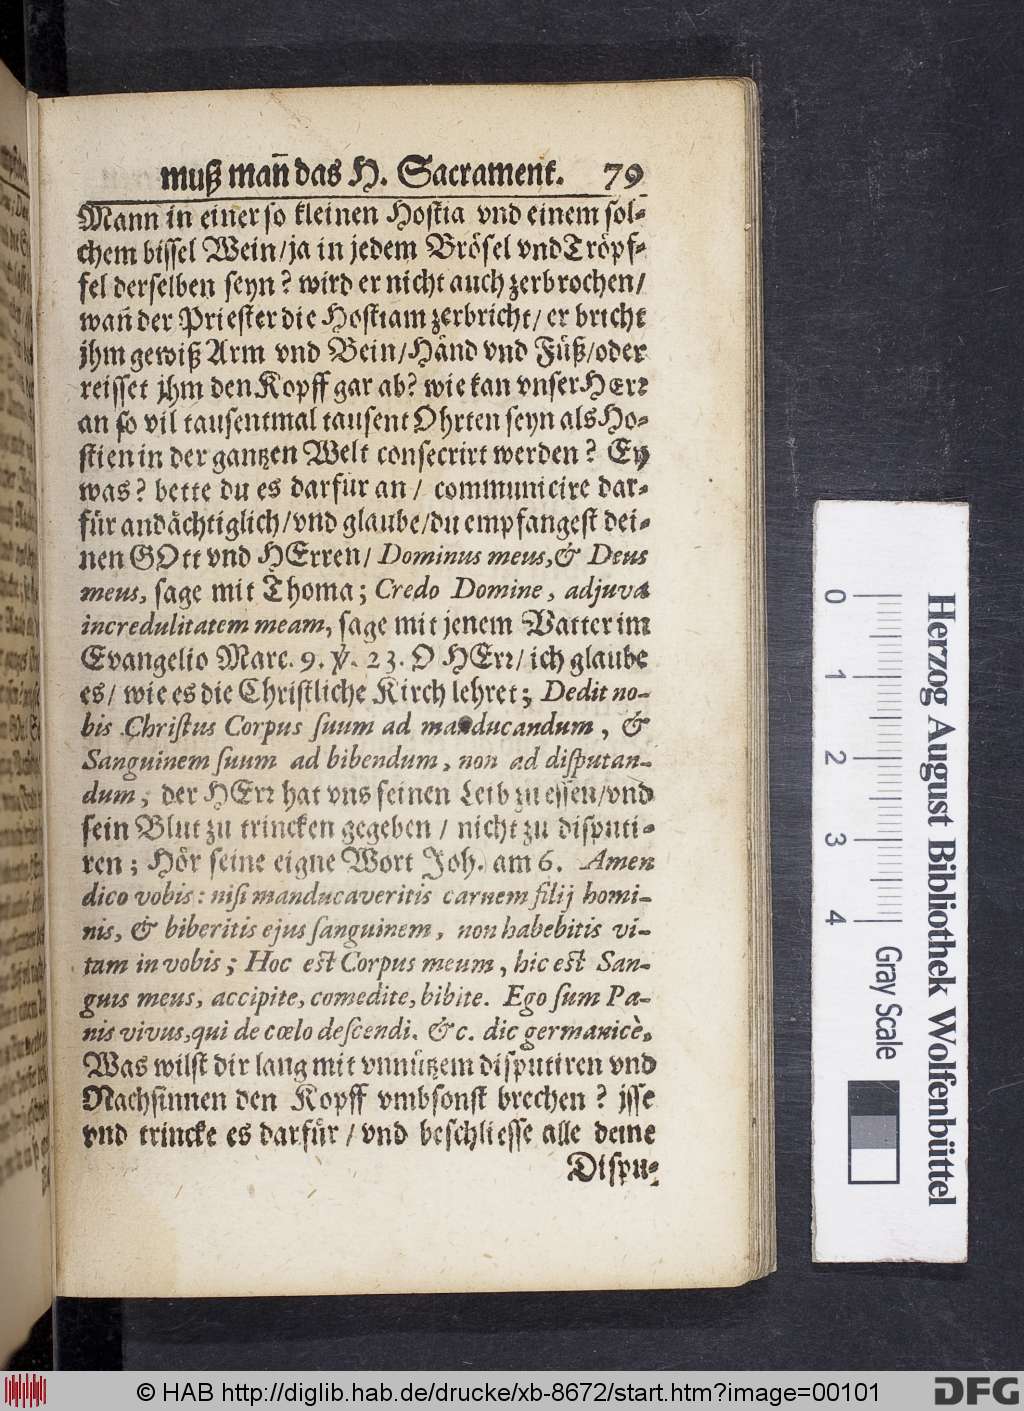 muß mañ das H. Sacrament. 79
Mann in einer so kleinen Hostia vnd einem sol-
chem bissel Wein/ ja in jedem Brösel vnd Tröpf-
fel derselben seyn? wird er nicht auch zerbrochen/
wañ der Priester die Hostiam zerbricht/ er bricht
jhm gewiß Arm vnd Bein/ Händ vnd Füß/ oder
reisset jhm den Kopff gar ab? wie kan vnser HErr
an so vil tausentmal tausent Ohrten seyn als Ho-
stien in der gantzen Welt consecrirt werden? Ey
was? bette du es darfür an/ communicire dar-
für andächtiglich/ vnd glaube/ du empfangest dei-
nen GOtt vnd HErren/ Dominus meus, & Deus
meus, sage mit Thoma; Credo Domine, adjuva
incredulitatem meam, sage mit jenem Vatter im
Evangelio Marc. 9. ℣. 23. O HErr/ ich glaube
es/ wie es die Christliche Kirch lehret; Dedit no-
bis Christus Corpus suum ad manducandum, &
Sanguinem suum ad bibendum, non ad disputan-
dum, der HErr hat vns seinen Leib zu essen/ vnd
sein Blut zu trincken gegeben/ nicht zu disputi-
ren; Hör seine eigne Wort Joh. am 6. Amen
dico vobis: nisi manducaveritis carnem filij homi-
nis, & biberitis ejus sanguinem, non habebitis vi-
tam in vobis; Hoc est Corpus meum, hic est San-
guis meus, accipite, comedite, bibite. Ego sum Pa-
nis vivus, qui de cœlo descendi. &c. dic germanicè.
Was wilst dir lang mit vnnützem disputiren vnd
Nachsinnen den Kopff vmbsonst brechen? jsse
vnd trincke es darfür/ vnd beschliesse alle deine
Dispu-
0 1 2 3 4
Herzog August Bibliothek Wolfenbüttel
Gray Scale
© HAB http://diglib.hab.de/drucke/xb-8672/start.htm?image=00101
DFG